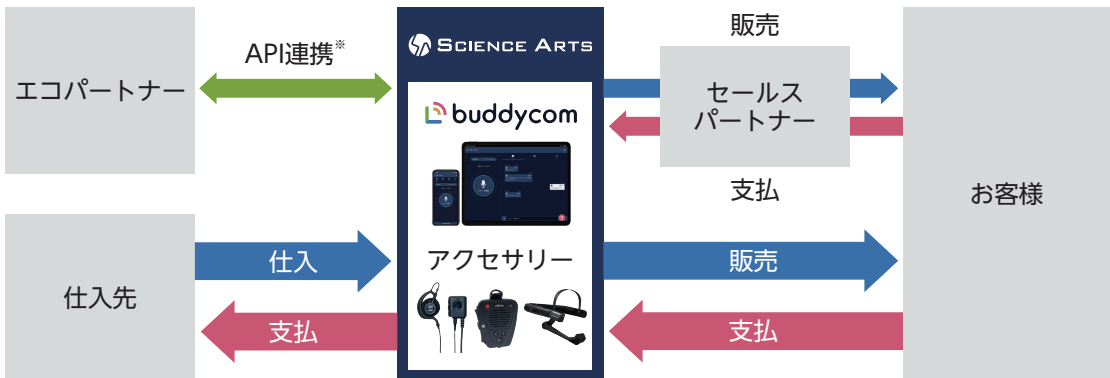 エコパートナー
API連携※
SCIENCE ARTS
buddycom
アクセサリー
販売
セールス
パートナー
支払
お客様
仕入先
仕入
支払
販売
支払